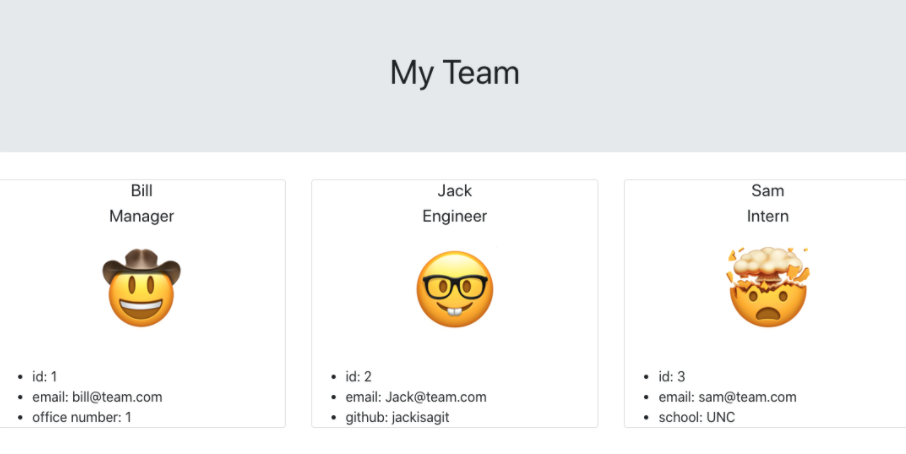 My Team
Bill
Manager
• id: 1
• email: bill@team.com
• office number: 1
Jack
Engineer
• id: 2
• email: Jack@team.com
• github: jackisagit
Sam
Intern
• id: 3
• email: sam@team.com
• school: UNC